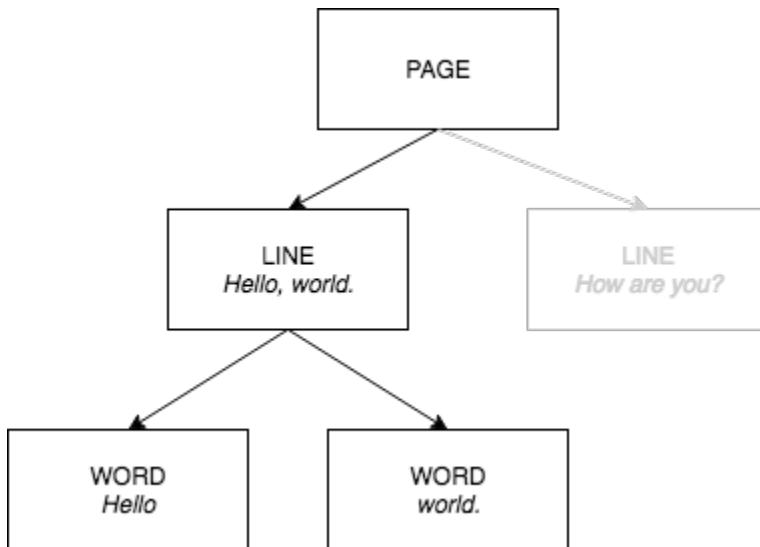 PAGE
LINE
Hello, world.
LINE
How are you?
WORD
Hello
WORD
world.